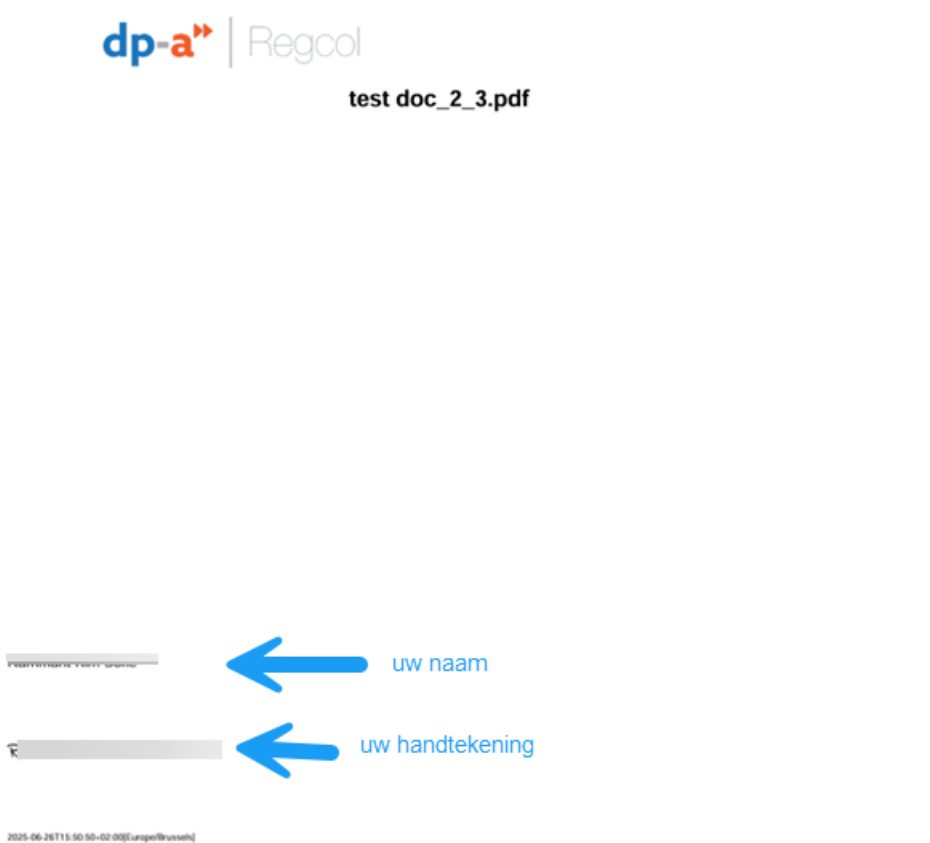 dp-a Regcol
test doc_2_3.pdf
uw naam
uw handtekening
2025-06-26T15:50:50+02:00[Europe/Brussels]